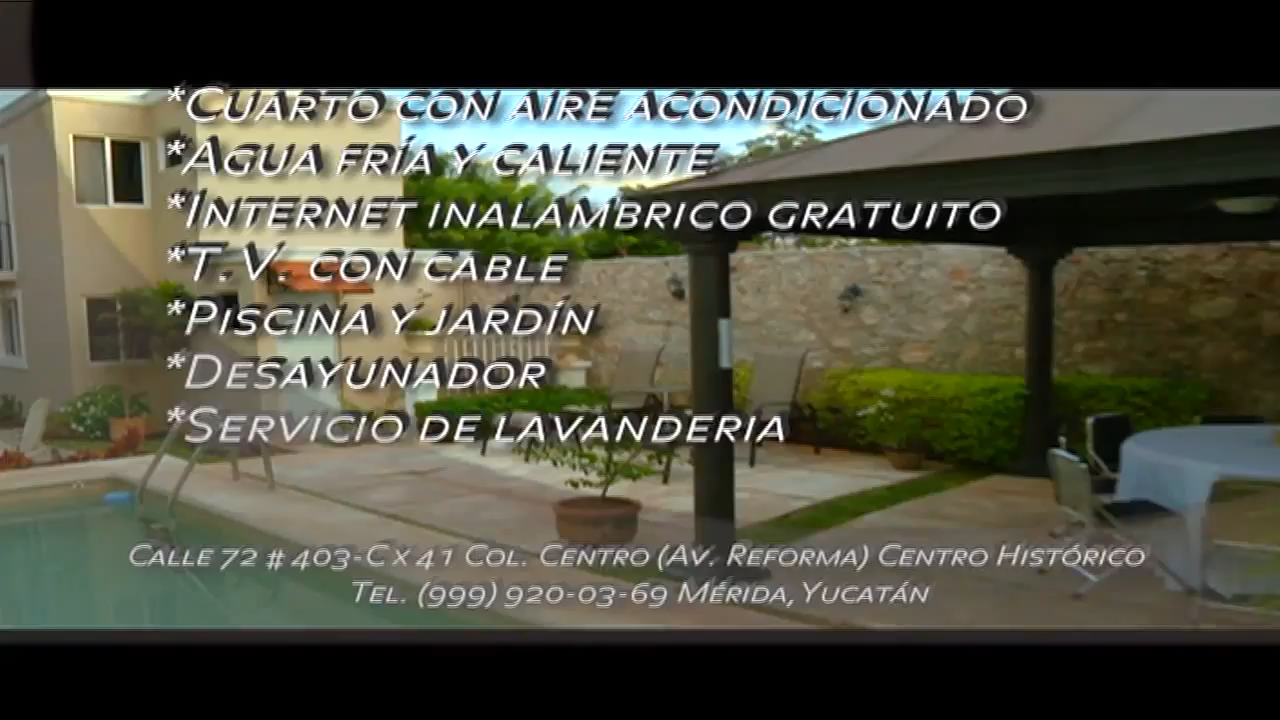 *Cuarto con aire acondicionado
*Agua fría y caliente
*Internet inalambrico gratuito
*T.V. con cable
*Piscina y jardín
*Desayunador
*Servicio de lavanderia
Calle 72 # 403-C x 41 Col. Centro (Av. Reforma) Centro Histórico
Tel. (999) 920-03-69 Mérida, Yucatán